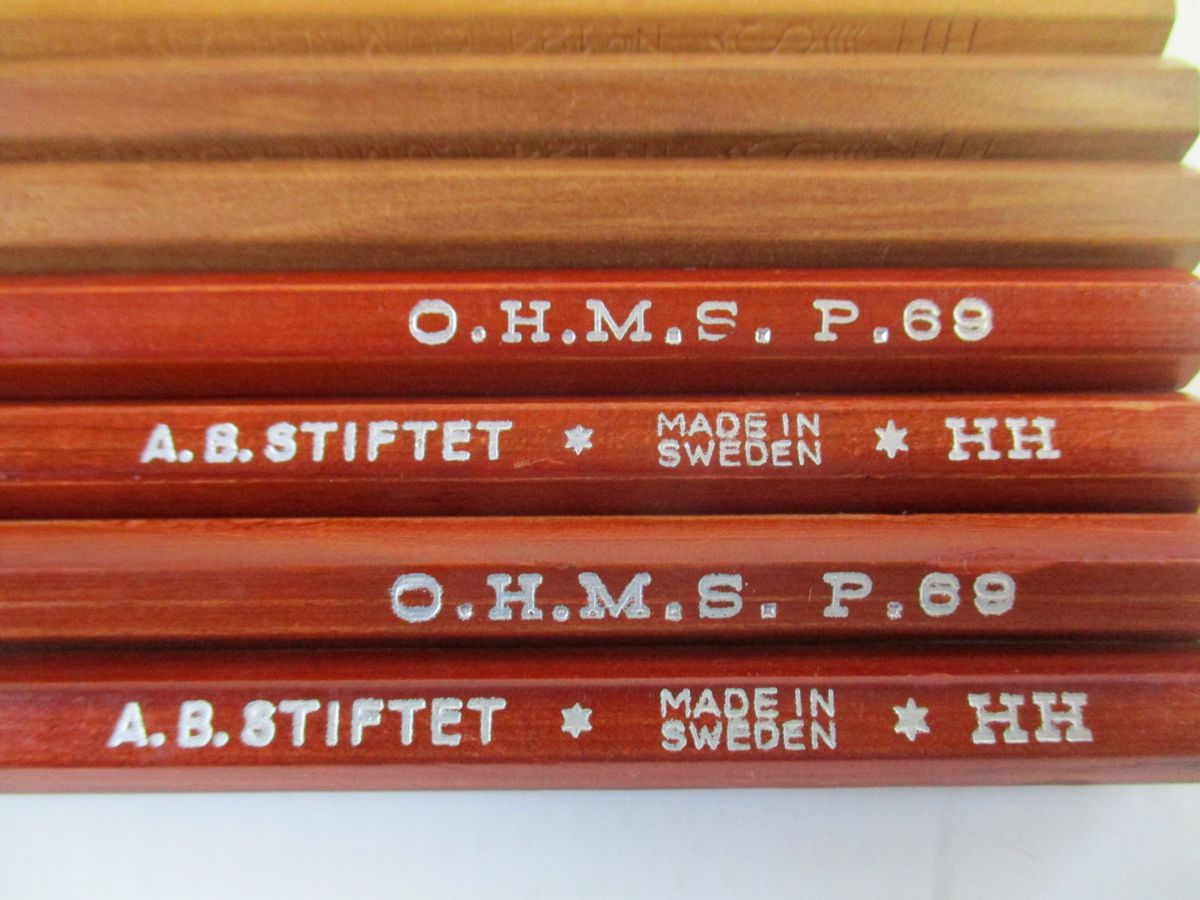 O.H.M.S. P.69
A.B.STIFTET ✶ MADE IN SWEDEN ✶ HH
O.H.M.S. P.69
A.B.STIFTET ✶ MADE IN SWEDEN ✶ HH